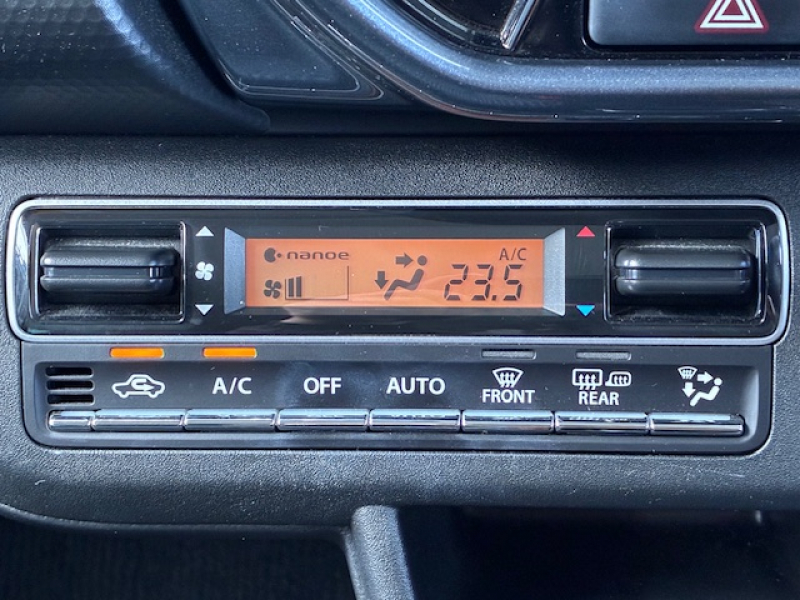 nanoe
A/C
23.5
A/C OFF AUTO FRONT REAR